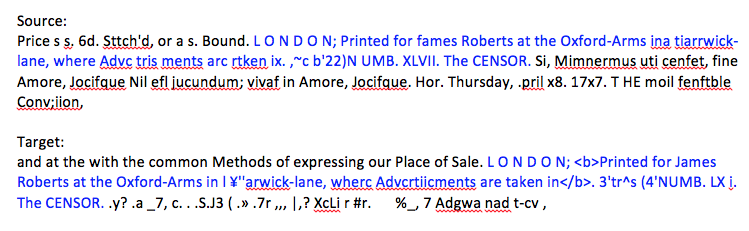 Source:
Price s s, 6d. Sttch'd, or a s. Bound. L O N D O N; Printed for fames Roberts at the Oxford-Arms ina tiarrwick-
lane, where Advc tris ments arc rtken ix. ,~c b'22)N UMB. XLVII. The CENSOR. Si, Mimnermus uti cenfet, fine
Amore, Jocifque Nil efl jucundum; vivaf in Amore, Jocifque. Hor. Thursday, .pril x8. 17x7. T HE moil fenftble
Conv;iion,
Target:
and at the with the common Methods of expressing our Place of Sale. L O N D O N; <b>Printed for James
Roberts at the Oxford-Arms in l ¥"arwick-lane, wherc Advcrtiicments are taken in</b>. 3'tr^s (4'NUMB. LX i.
The CENSOR. .y? .a _7, c. . .S.J3 ( .» .7r ,,, |,? XcLi r #r. %_, 7 Adgwa nad t-cv ,